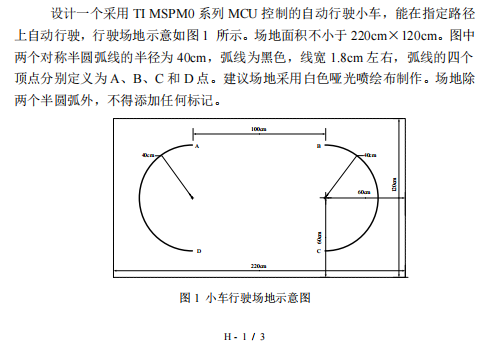 设计一个采用 TI MSPM0 系列 MCU 控制的自动行驶小车，能在指定路径
上自动行驶，行驶场地示意如图 1 所示。场地面积不小于 220cm×120cm。图中
两个对称半圆弧线的半径为 40cm，弧线为黑色，线宽 1.8cm 左右，弧线的四个
顶点分别定义为 A、B、C 和 D 点。建议场地采用白色哑光喷绘布制作。场地除
两个半圆弧外，不得添加任何标记。
100cm
A
B
40cm
40cm
60cm
120cm
60cm
D
C
220cm
图 1 小车行驶场地示意图
H - 1 / 3